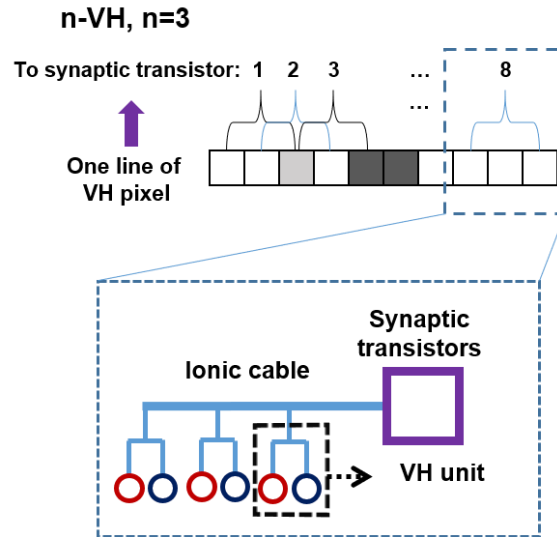 n-VH, n=3
To synaptic transistor: 1 2 3 ... 8
...
One line of
VH pixel
Synaptic
transistors
Ionic cable
VH unit